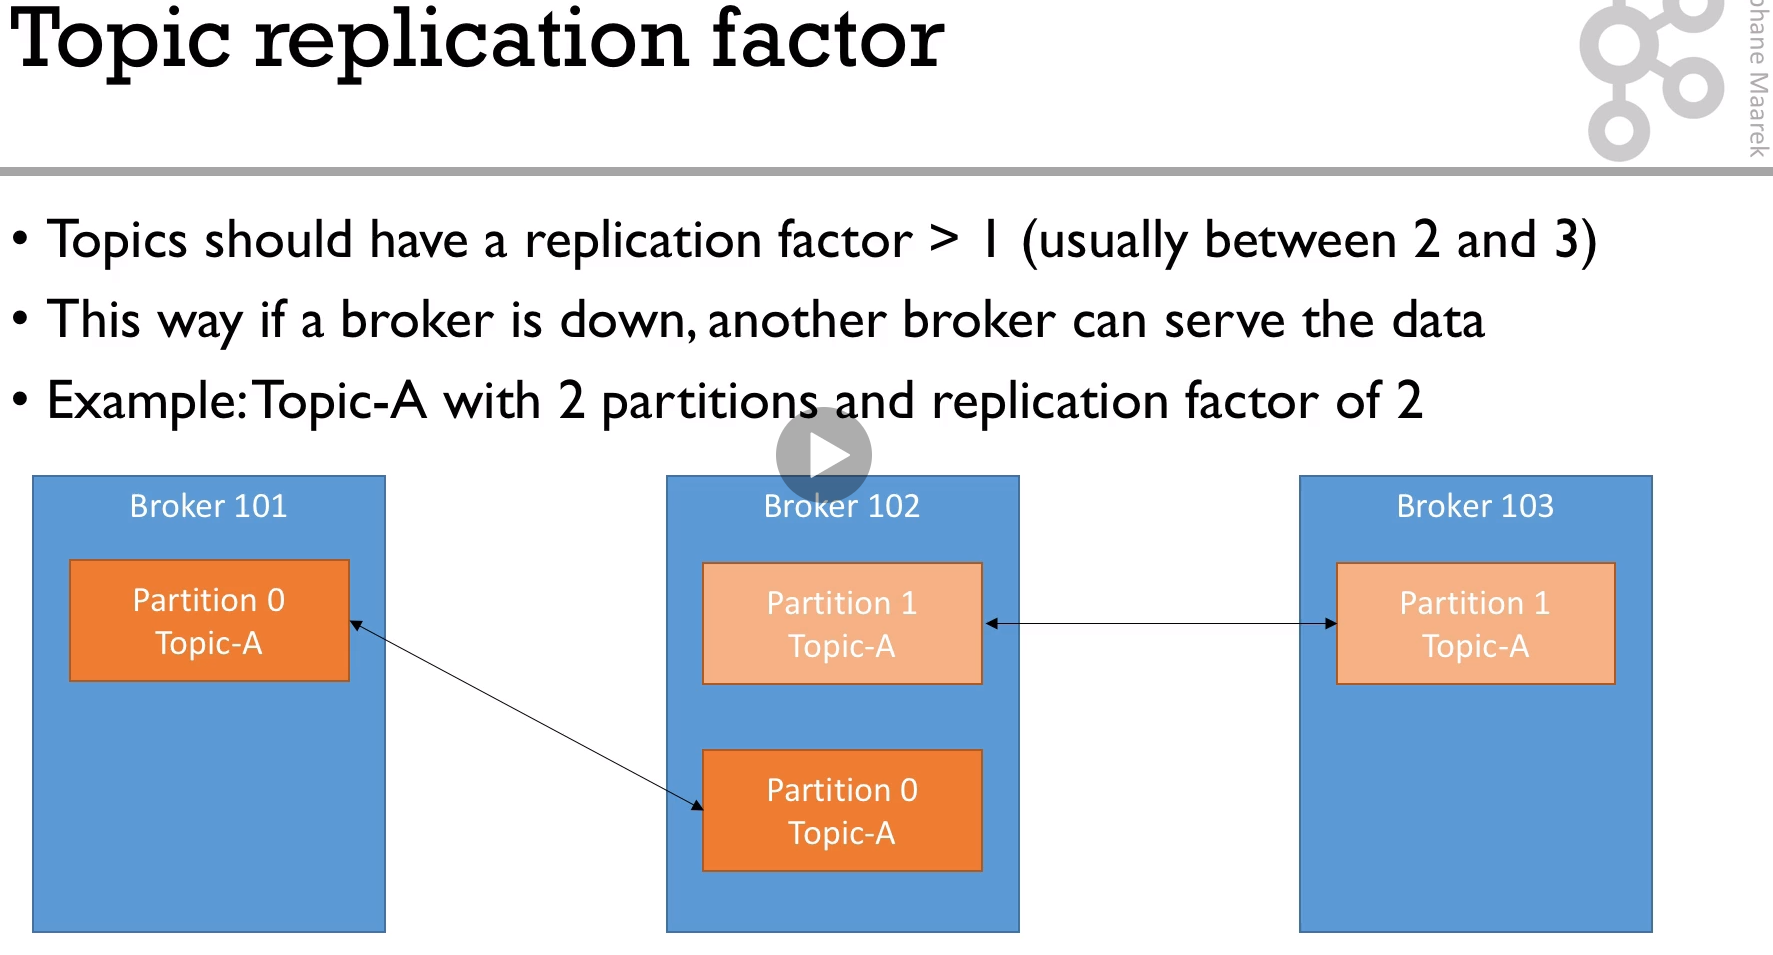 Topic replication factor
• Topics should have a replication factor > 1 (usually between 2 and 3)
• This way if a broker is down, another broker can serve the data
• Example: Topic-A with 2 partitions and replication factor of 2
Broker 101
Partition 0
Topic-A
Broker 102
Partition 1
Topic-A
Partition 0
Topic-A
Broker 103
Partition 1
Topic-A
Maarek